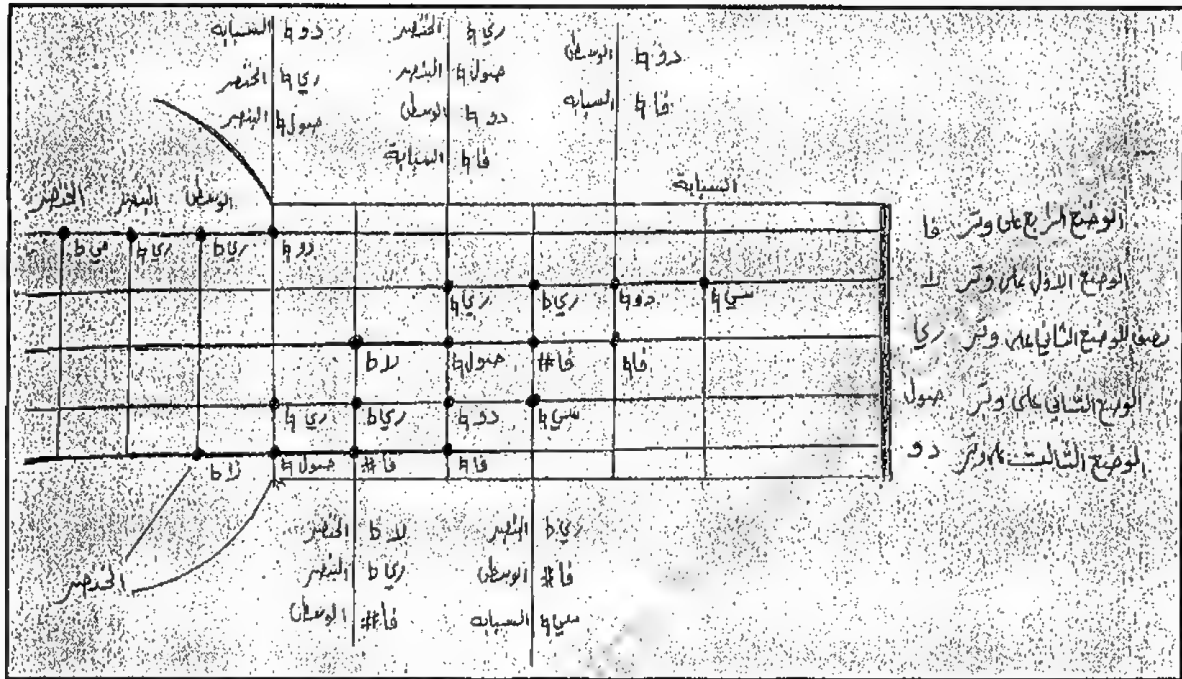 دو ♮ السبابه
ري ♮ الخنصر
صول ♮ البنصر
ري ♮ الخنصر
صول ♮ البنصر
دو ♮ الوسطى
فا ♮ السبابة
دو ♮ الوسطى
فا ♮ السبابه
السبابة
الوسطى البنصر الخنصر
الوضع الرابع على وتر فا
دو ♮ ري b ري ♮ مي b
الوضع الاول على وتر لا
سي ♮ دو ♮ ري b ري ♮
نصف الوضع الثاني على وتر ري
فا ♮ فا # صول ♮ لا b
الوضع الثاني على وتر صول
سي ♮ دو ♮ ري b ري ♮
الوضع الثالث على وتر دو
فا ♮ فا # صول ♮ لا b
ري b البنصر
فا # الوسطى
سي ♮ السبابه
لا b الخنصر
ري b البنصر
فا # الوسطى
الخنصر